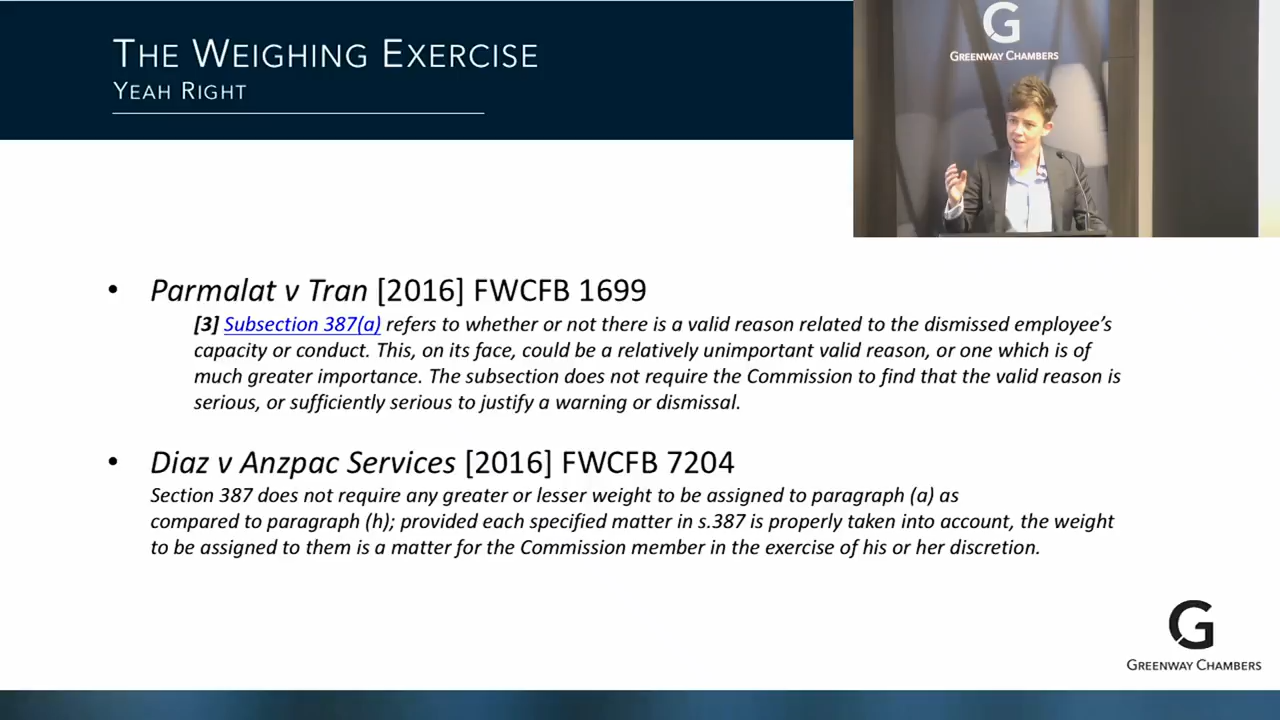 THE WEIGHING EXERCISE
YEAH RIGHT
G
GREENWAY CHAMBERS
• Parmalat v Tran [2016] FWCFB 1699
[3] Subsection 387(a) refers to whether or not there is a valid reason related to the dismissed employee's
capacity or conduct. This, on its face, could be a relatively unimportant valid reason, or one which is of
much greater importance. The subsection does not require the Commission to find that the valid reason is
serious, or sufficiently serious to justify a warning or dismissal.
• Diaz v Anzpac Services [2016] FWCFB 7204
Section 387 does not require any greater or lesser weight to be assigned to paragraph (a) as
compared to paragraph (h); provided each specified matter in s.387 is properly taken into account, the weight
to be assigned to them is a matter for the Commission member in the exercise of his or her discretion.
G
GREENWAY CHAMBERS